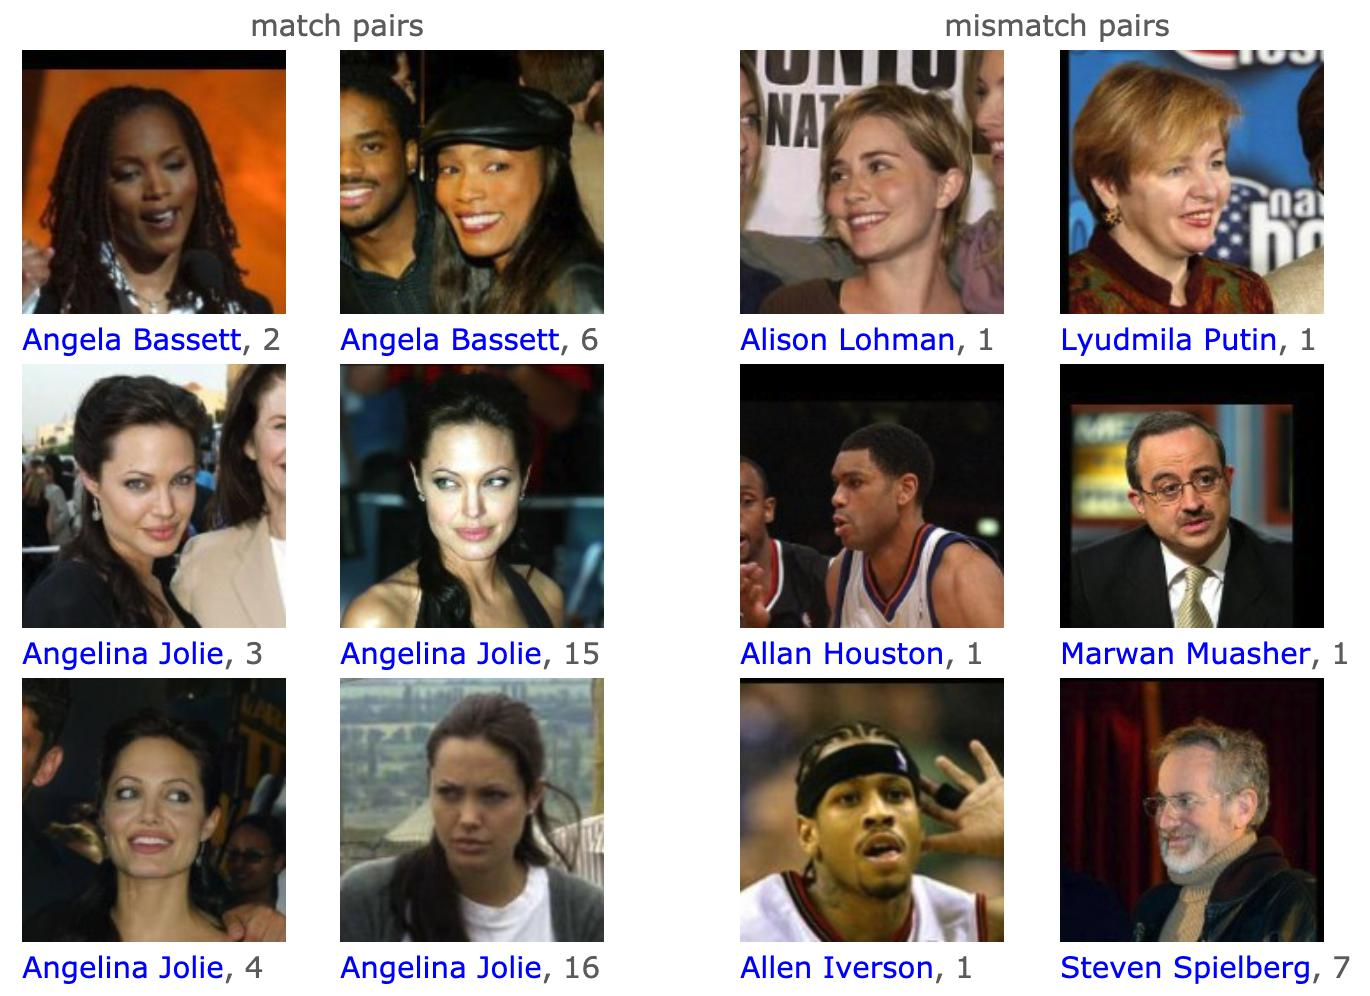 match pairs
mismatch pairs
NATI
Angela Bassett, 2
Angela Bassett, 6
Alison Lohman, 1
Lyudmila Putin, 1
Angelina Jolie, 3
Angelina Jolie, 15
Allan Houston, 1
Marwan Muasher, 1
Angelina Jolie, 4
Angelina Jolie, 16
Allen Iverson, 1
Steven Spielberg, 7